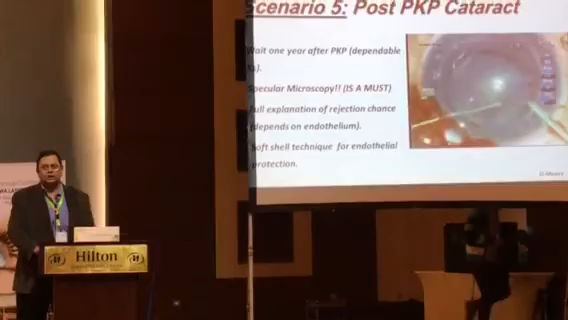 Scenario 5: Post PKP Cataract
Wait one year after PKP (dependable
Ks).
Specular Microscopy!! (IS A MUST)
Full explanation of rejection chance
(depends on endothelium).
Soft shell technique for endothelial
protection.
Hilton